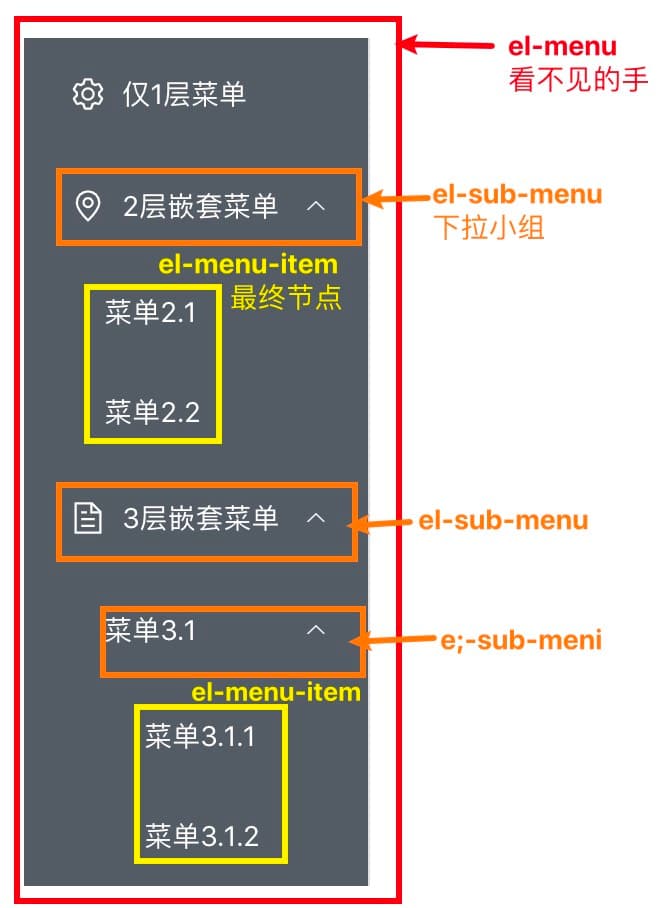 el-menu
看不见的手
仅1层菜单
2层嵌套菜单
el-sub-menu
下拉小组
el-menu-item
最终节点
菜单2.1
菜单2.2
3层嵌套菜单
el-sub-menu
菜单3.1
e;-sub-meni
el-menu-item
菜单3.1.1
菜单3.1.2